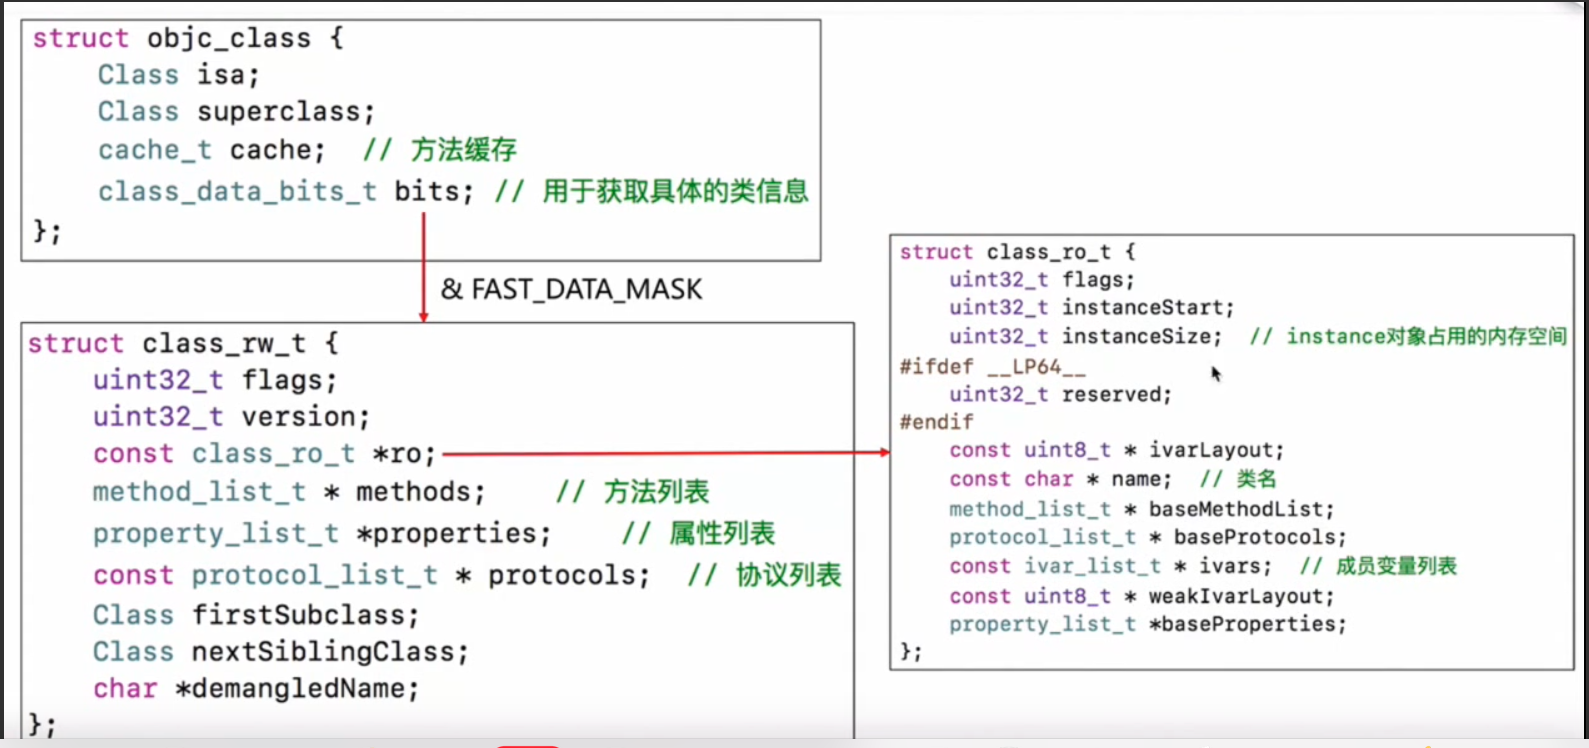 struct objc_class {
Class isa;
Class superclass;
cache_t cache; // 方法缓存
class_data_bits_t bits; // 用于获取具体的类信息
};
& FAST_DATA_MASK
struct class_rw_t {
uint32_t flags;
uint32_t version;
const class_ro_t *ro;
method_list_t * methods; // 方法列表
property_list_t *properties; // 属性列表
const protocol_list_t * protocols; // 协议列表
Class firstSubclass;
Class nextSiblingClass;
char *demangledName;
};
struct class_ro_t {
uint32_t flags;
uint32_t instanceStart;
uint32_t instanceSize; // instance对象占用的内存空间
#ifdef __LP64__
uint32_t reserved;
#endif
const uint8_t * ivarLayout;
const char * name; // 类名
method_list_t * baseMethodList;
protocol_list_t * baseProtocols;
const ivar_list_t * ivars; // 成员变量列表
const uint8_t * weakIvarLayout;
property_list_t *baseProperties;
};